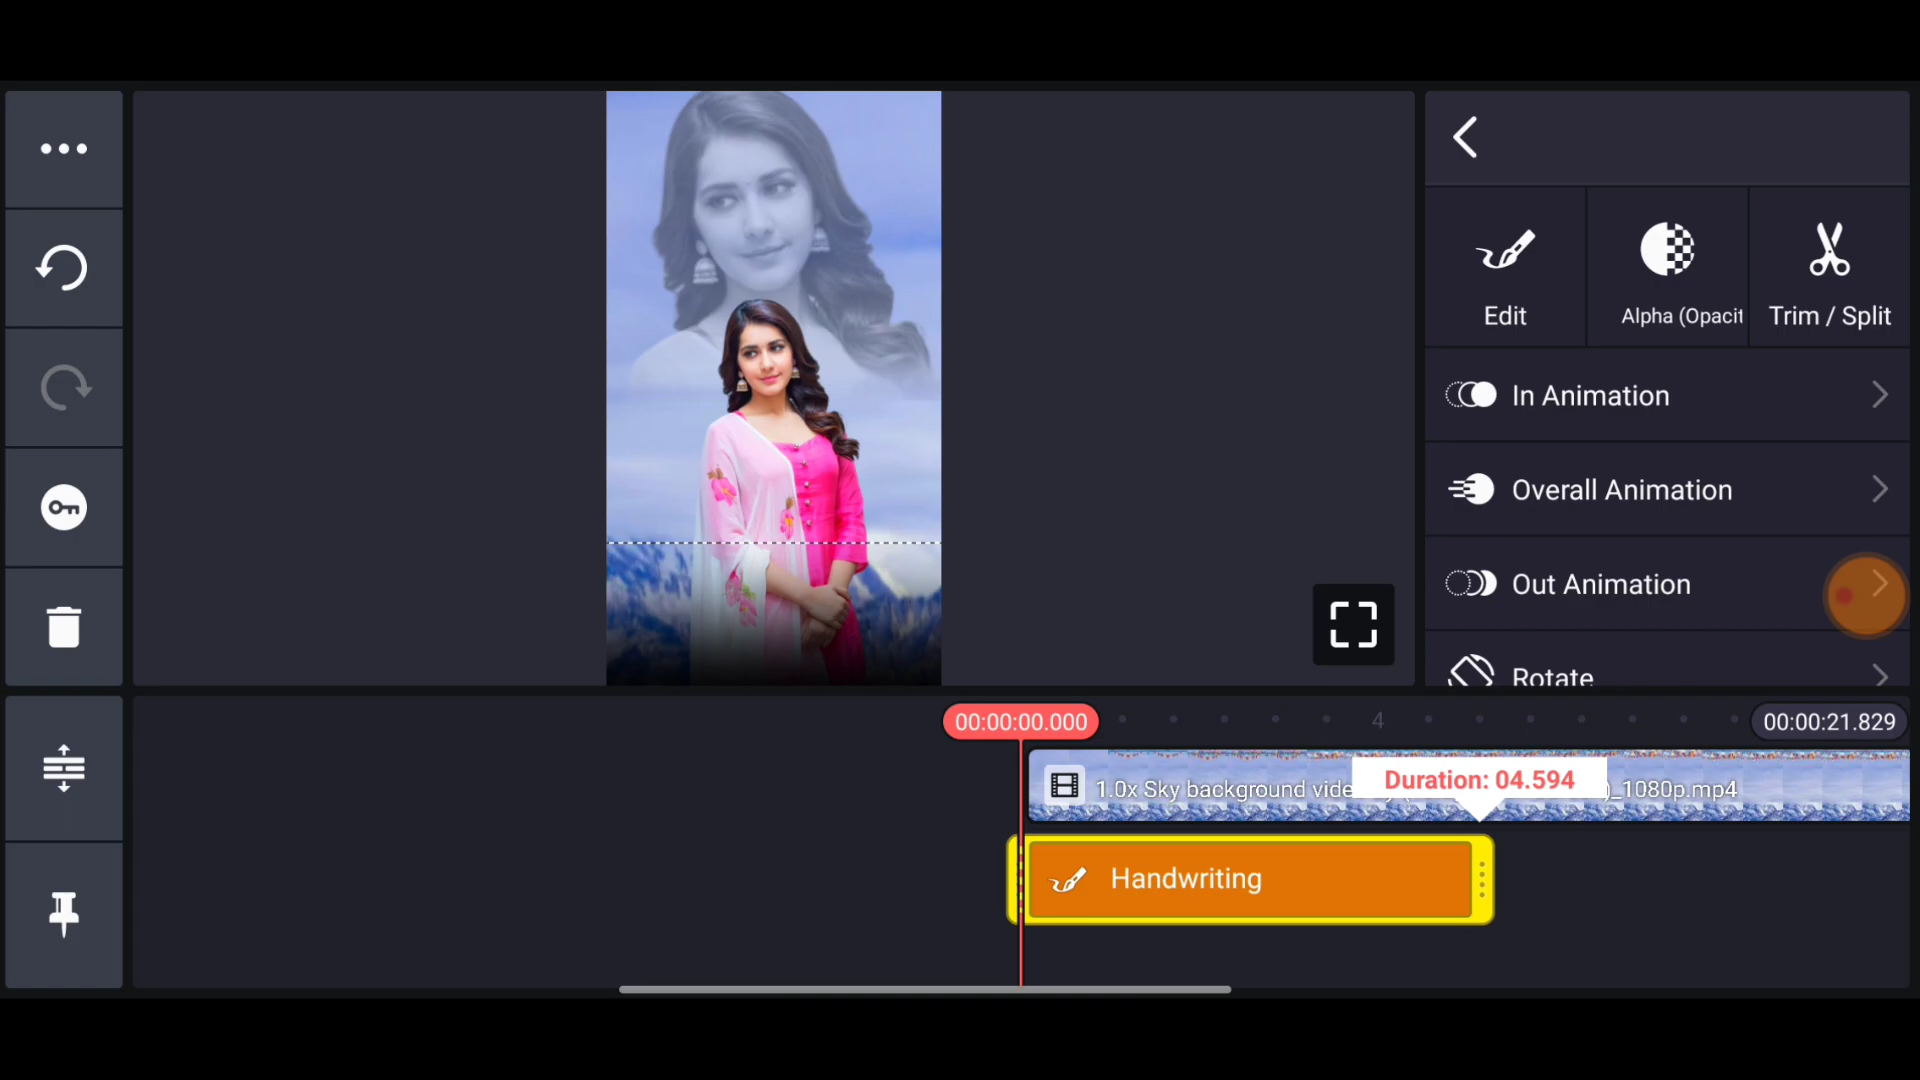 Edit
Alpha (Opacit
Trim / Split
In Animation
Overall Animation
Out Animation
Rotate
00:00:00.000
4
00:00:21.829
1.0x Sky background vide
Duration: 04.594
)_1080p.mp4
Handwriting